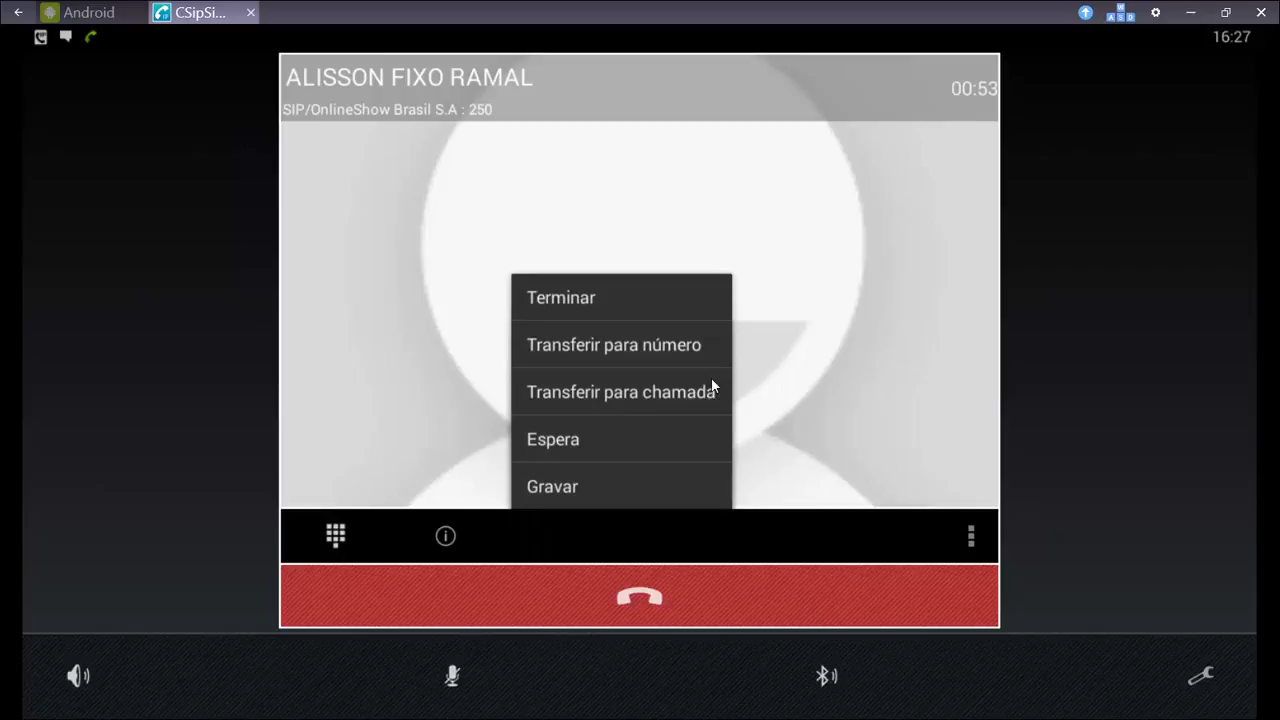 Android
CSipSi...
16:27
ALISSON FIXO RAMAL
00:53
SIP/OnlineShow Brasil S.A : 250
Terminar
Transferir para número
Transferir para chamada
Espera
Gravar